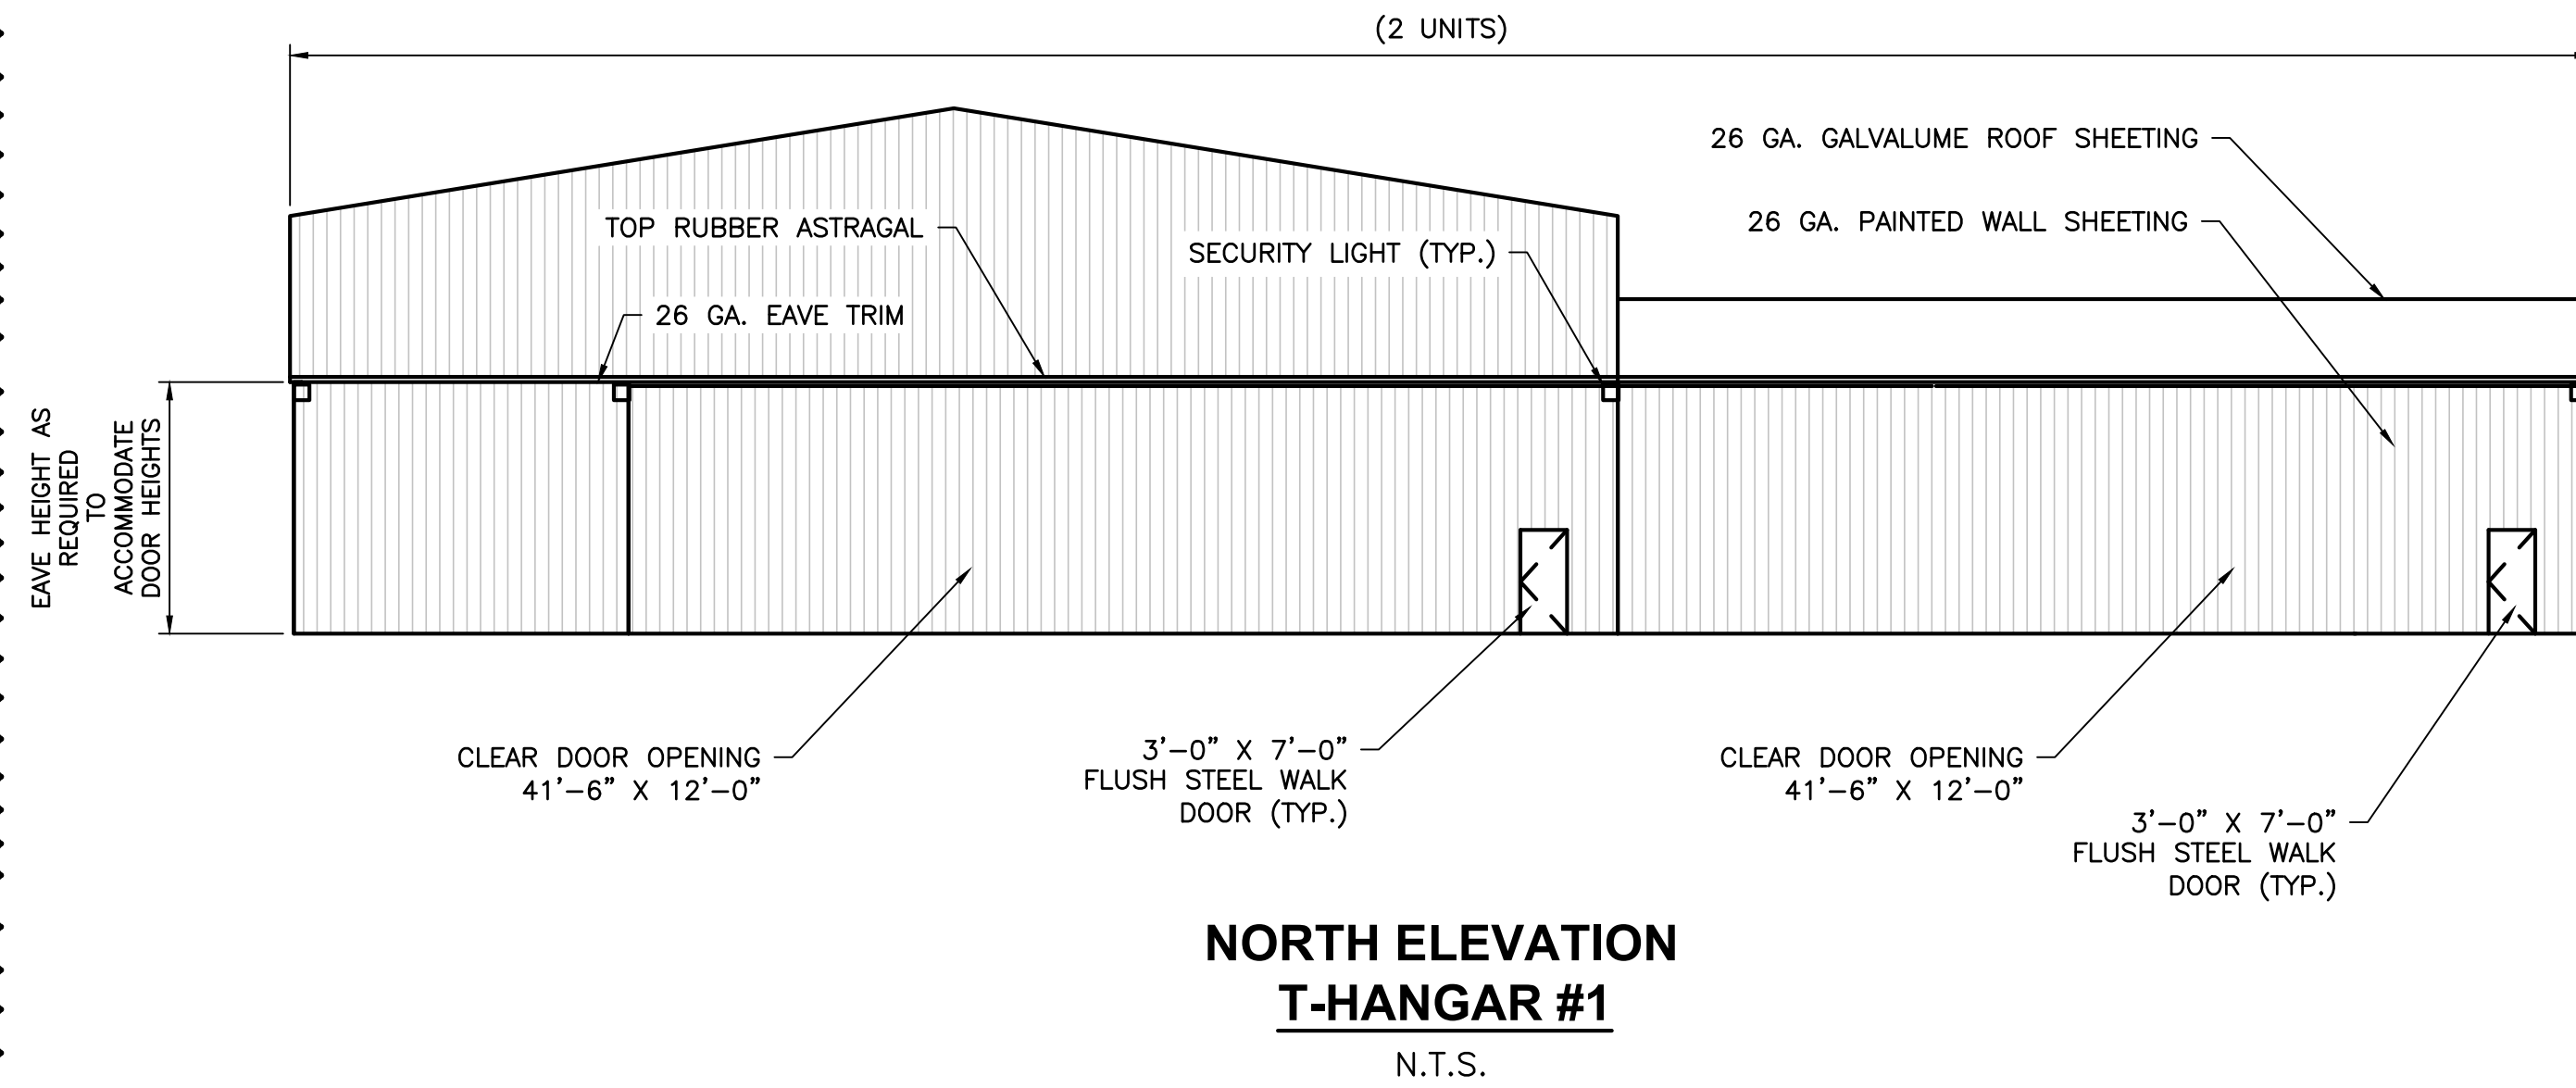 (2 UNITS)
26 GA. GALVALUME ROOF SHEETING
26 GA. PAINTED WALL SHEETING
TOP RUBBER ASTRAGAL
SECURITY LIGHT (TYP.)
26 GA. EAVE TRIM
EAVE HEIGHT AS
REQUIRED
TO
ACCOMMODATE
DOOR HEIGHTS
CLEAR DOOR OPENING
41'-6" X 12'-0"
3'-0" X 7'-0"
FLUSH STEEL WALK
DOOR (TYP.)
CLEAR DOOR OPENING
41'-6" X 12'-0"
3'-0" X 7'-0"
FLUSH STEEL WALK
DOOR (TYP.)
NORTH ELEVATION
T-HANGAR #1
N.T.S.